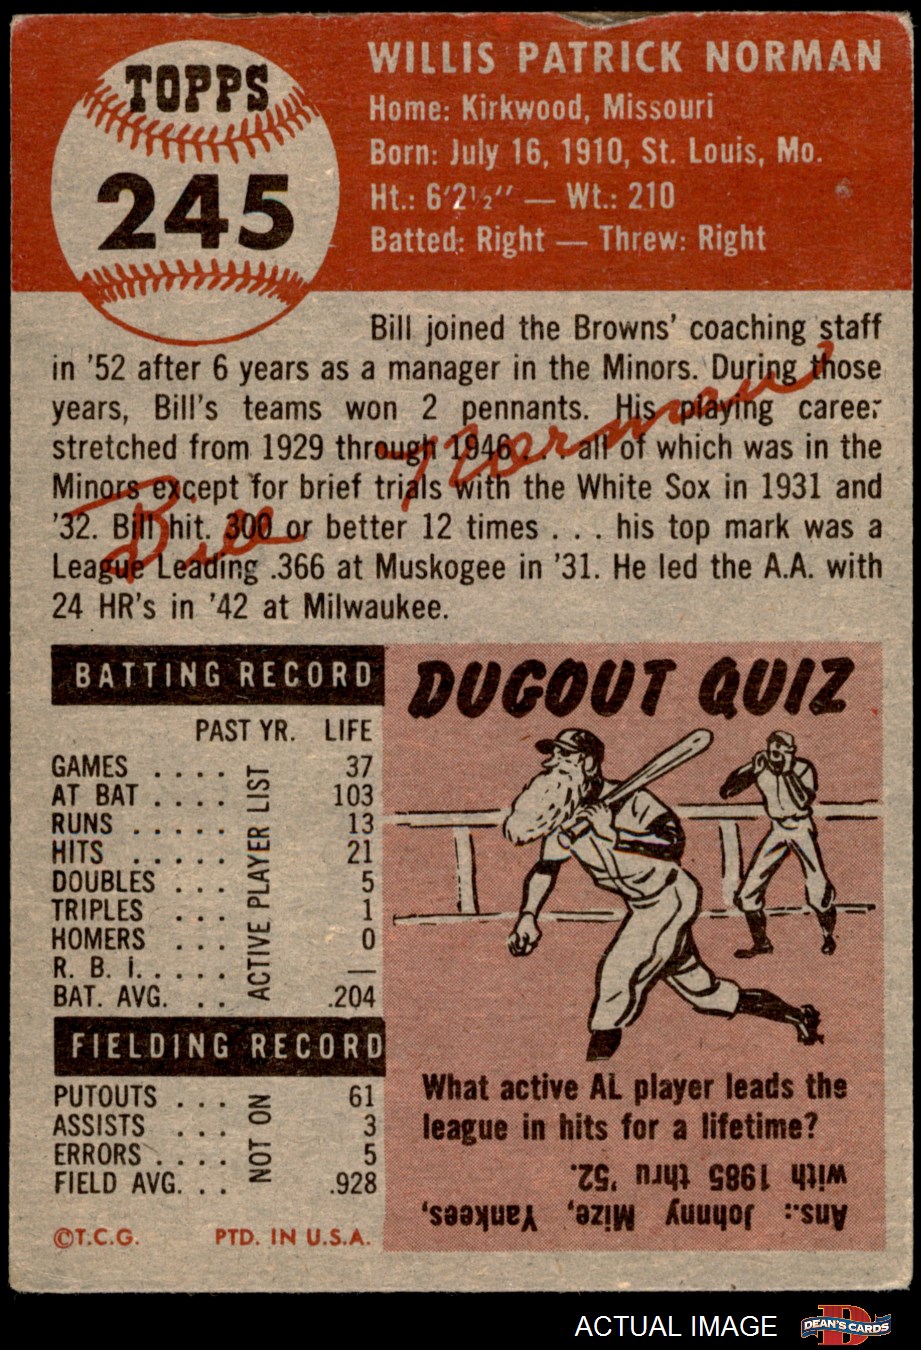 TOPPS
245
WILLIS PATRICK NORMAN
Home: Kirkwood, Missouri
Born: July 16, 1910, St. Louis, Mo.
Ht.: 6'2½" — Wt.: 210
Batted: Right — Threw: Right
Bill joined the Browns' coaching staff
in '52 after 6 years as a manager in the Minors. During those
years, Bill's teams won 2 pennants. His playing career
stretched from 1929 through 1946 . . . all of which was in the
Minors except for brief trials with the White Sox in 1931 and
'32. Bill hit. 300 or better 12 times . . . his top mark was a
League Leading .366 at Muskogee in '31. He led the A.A. with
24 HR's in '42 at Milwaukee.
Bill Norman
BATTING RECORD
PAST YR. LIFE
GAMES . . . . 37
AT BAT . . . . 103
RUNS . . . . . 13
HITS . . . . . 21
DOUBLES . . . 5
TRIPLES . . . 1
HOMERS . . . 0
R. B. I. . . . . —
BAT. AVG. . . .204
ACTIVE PLAYER LIST
FIELDING RECORD
PUTOUTS . . . 61
ASSISTS . . . 3
ERRORS . . . . 5
FIELD AVG. . . .928
NOT ON
©T.C.G. PTD. IN U.S.A.
DUGOUT QUIZ
What active AL player leads the
league in hits for a lifetime?
Ans.: Johnny Mize, Yankees,
with 1985 thru '52.
ACTUAL IMAGE
DEAN'S CARDS